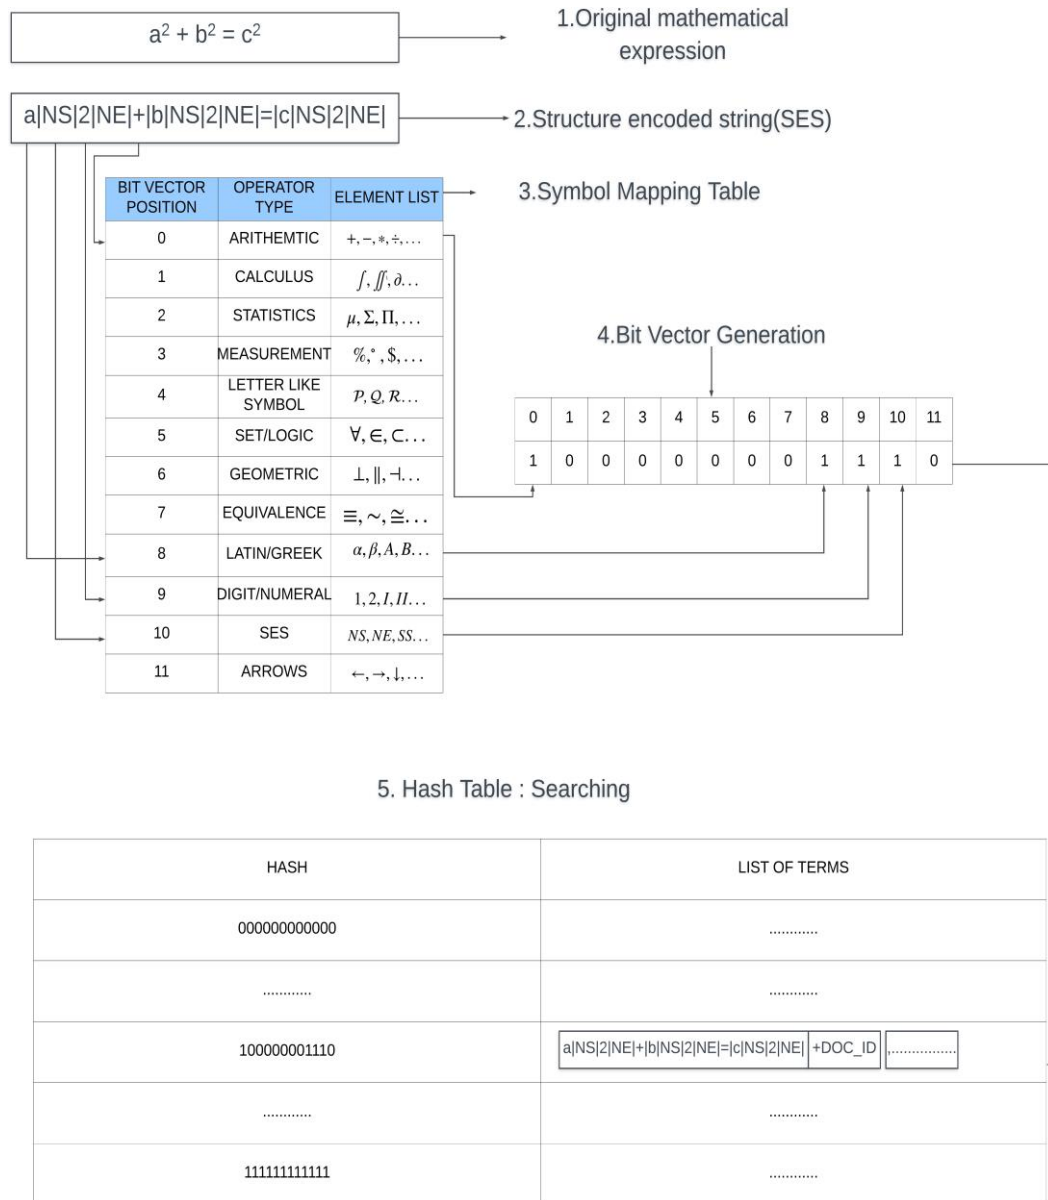 a² + b² = c²
1.Original mathematical
expression
a|NS|2|NE|+|b|NS|2|NE|=|c|NS|2|NE|
2.Structure encoded string(SES)
BIT VECTOR POSITION OPERATOR TYPE ELEMENT LIST
3.Symbol Mapping Table
0 ARITHEMTIC +, −, *, ÷, ...
1 CALCULUS ∫, ∬, ∂...
2 STATISTICS μ, Σ, Π, ...
3 MEASUREMENT %, °, $, ...
4 LETTER LIKE SYMBOL 𝒫, 𝒬, ℛ...
5 SET/LOGIC ∀, ∈, ⊂...
6 GEOMETRIC ⊥, ∥, ⊣...
7 EQUIVALENCE ≡, ∼, ≅...
8 LATIN/GREEK α, β, A, B...
9 DIGIT/NUMERAL 1, 2, I, II...
10 SES NS, NE, SS...
11 ARROWS ←, →, ↓, ...
4.Bit Vector Generation
0 1 2 3 4 5 6 7 8 9 10 11
1 0 0 0 0 0 0 0 1 1 1 0
5. Hash Table : Searching
HASH LIST OF TERMS
000000000000 ............
............ ............
100000001110 a|NS|2|NE|+|b|NS|2|NE|=|c|NS|2|NE| +DOC_ID ,................
............ ............
111111111111 ............